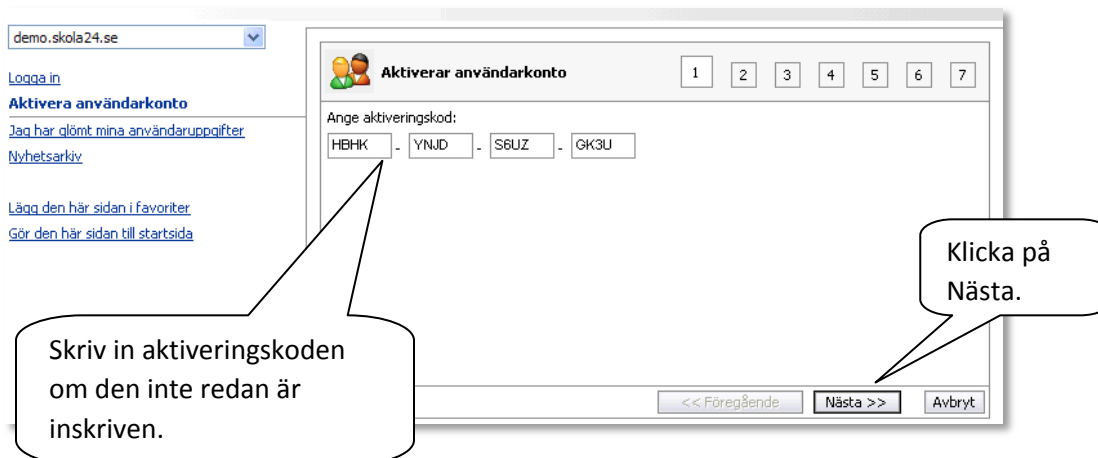 demo.skola24.se
Logga in
Aktivera användarkonto
Jag har glömt mina användaruppgifter
Nyhetsarkiv
Lägg den här sidan i favoriter
Gör den här sidan till startsida
Aktiverar användarkonto 1 2 3 4 5 6 7
Ange aktiveringskod:
HBHK - YNJD - S6UZ - GK3U
Klicka på
Nästa.
Skriv in aktiveringskoden
om den inte redan är
inskriven.
<< Föregående Nästa >> Avbryt